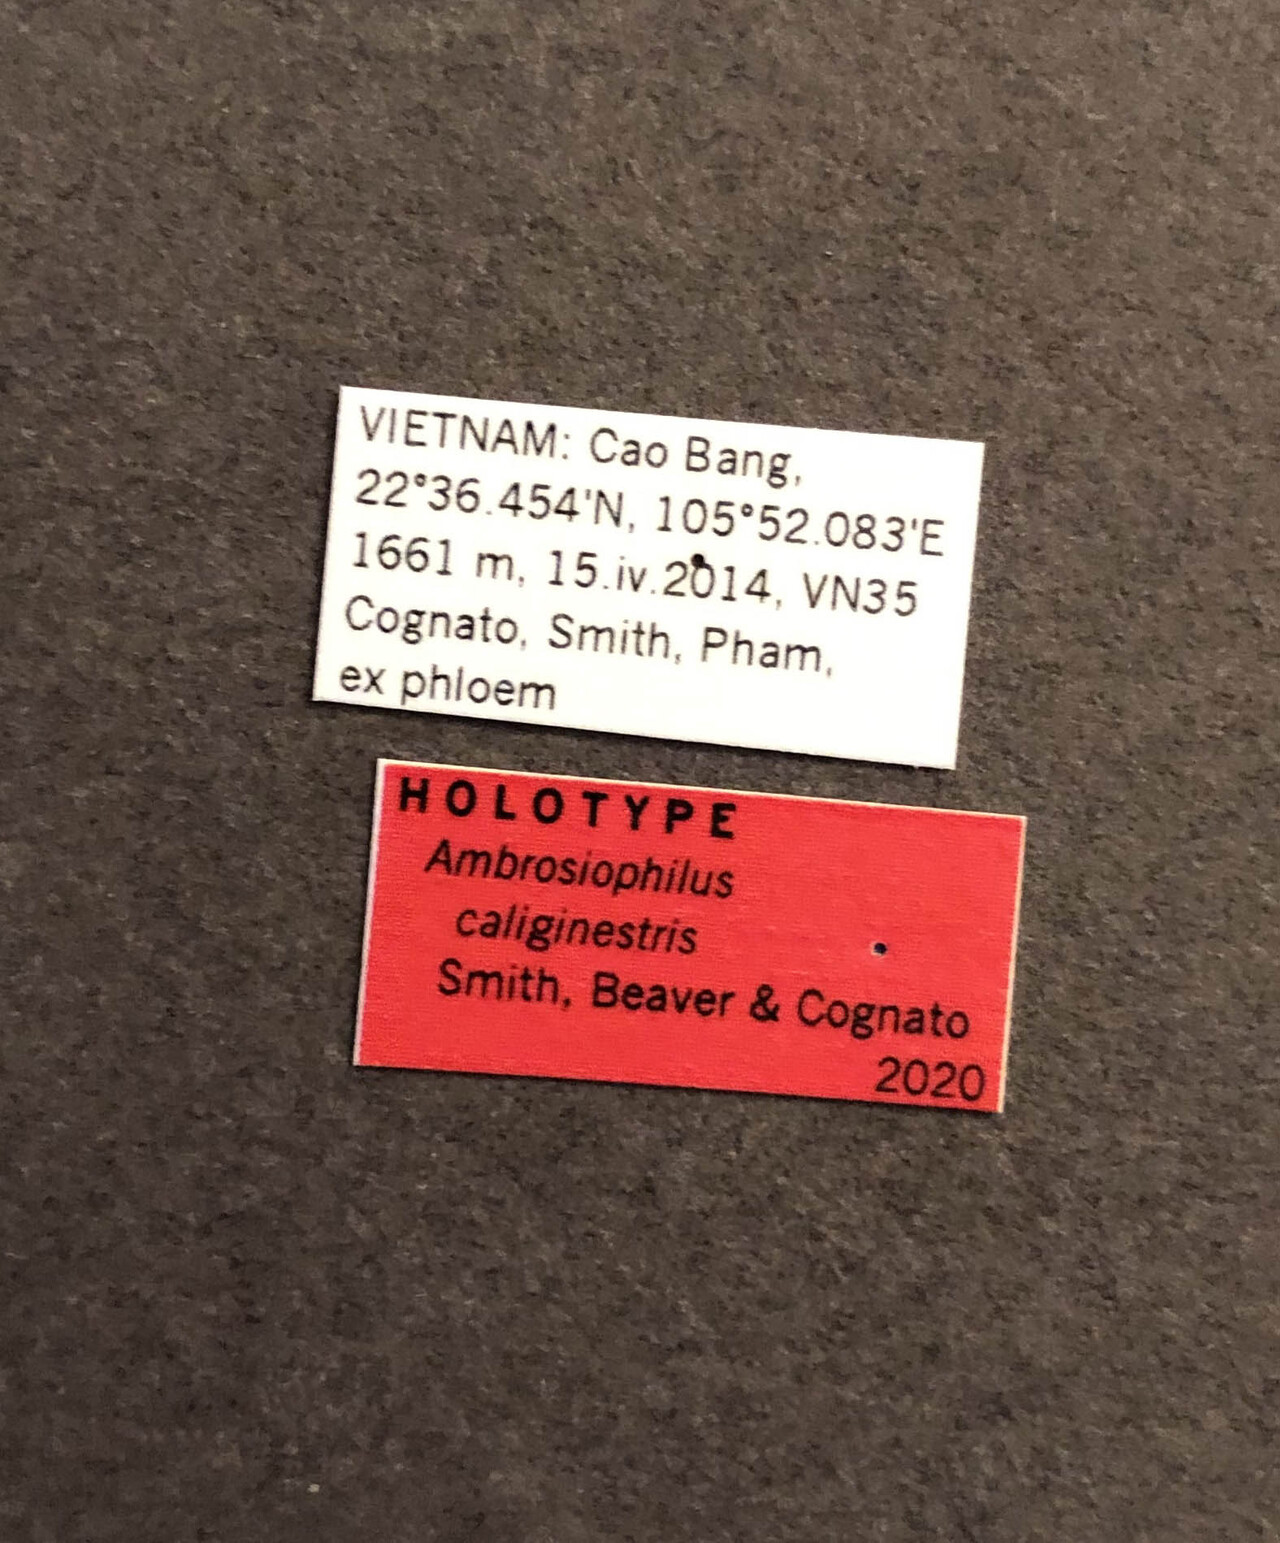 VIETNAM: Cao Bang,
22°36.454'N, 105°52.083'E
1661 m, 15.iv.2014, VN35
Cognato, Smith, Pham,
ex phloem
HOLOTYPE
Ambrosiophilus
caliginestris
Smith, Beaver & Cognato
2020